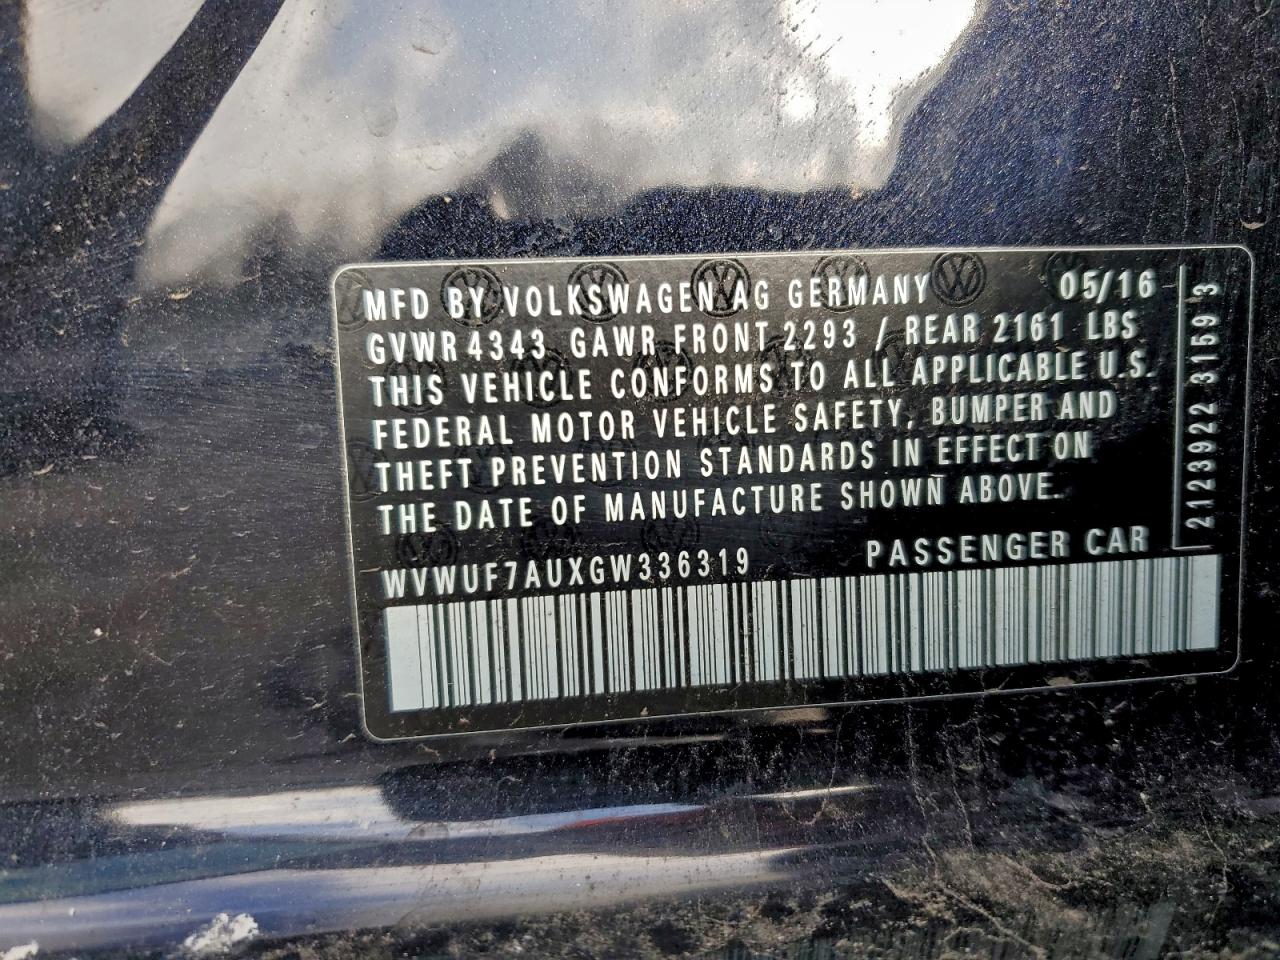 MFD BY VOLKSWAGEN AG GERMANY 05/16
GVWR 4343 GAWR FRONT 2293 / REAR 2161 LBS
THIS VEHICLE CONFORMS TO ALL APPLICABLE U.S.
FEDERAL MOTOR VEHICLE SAFETY, BUMPER AND
THEFT PREVENTION STANDARDS IN EFFECT ON
THE DATE OF MANUFACTURE SHOWN ABOVE.
WVWUF7AUXGW336319 PASSENGER CAR
2123922 3159 3